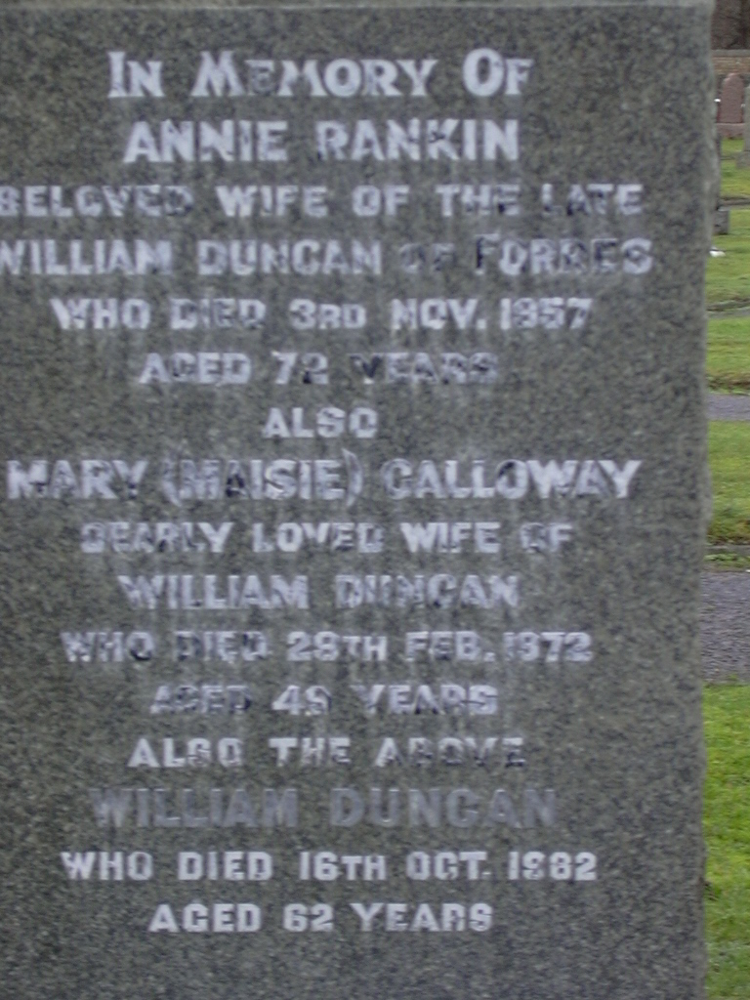 IN MEMORY OF
ANNIE RANKIN
BELOVED WIFE OF THE LATE
WILLIAM DUNCAN OF FORRES
WHO DIED 3RD NOV. 1957
AGED 72 YEARS
ALSO
MARY (MAISIE) GALLOWAY
DEARLY LOVED WIFE OF
WILLIAM DUNCAN
WHO DIED 29TH FEB. 1972
AGED 49 YEARS
ALSO THE ABOVE
WILLIAM DUNCAN
WHO DIED 16TH OCT. 1982
AGED 62 YEARS